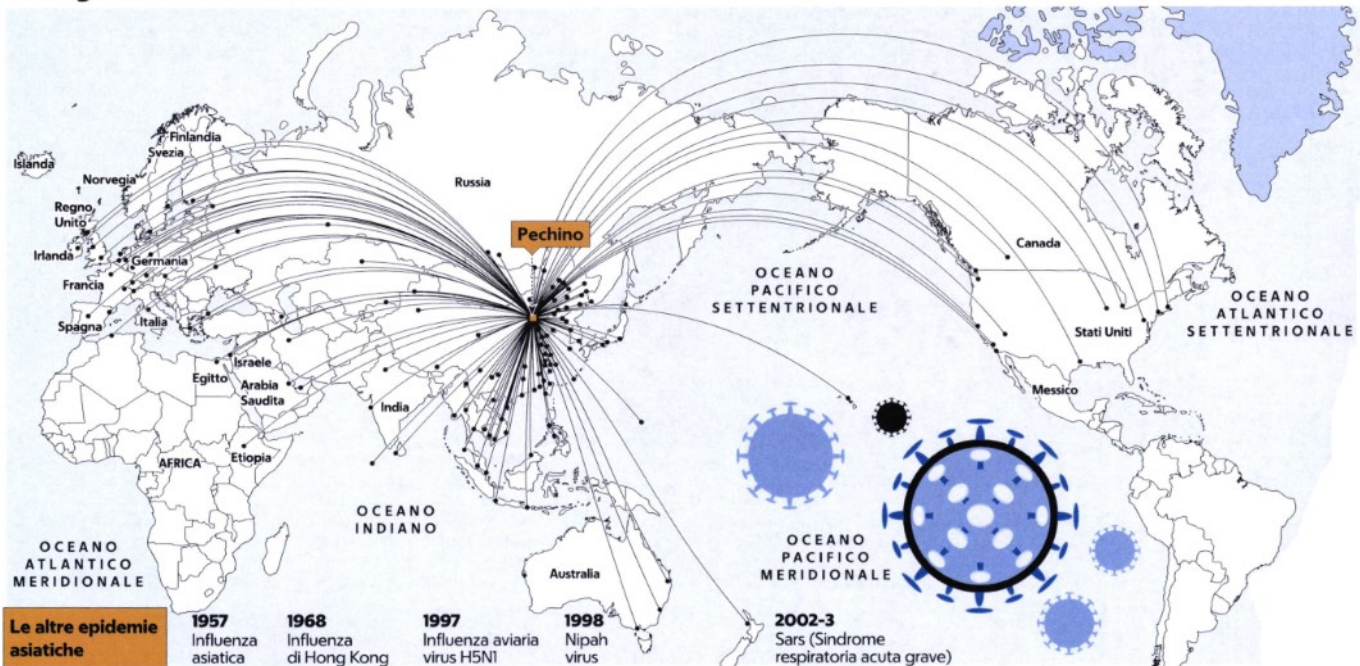 Islanda
Finlandia
Svezia
Norvegia
Regno
Unito
Irlanda
Germania
Francia
Spagna
Italia
Russia
Pechino
Canada
Stati Uniti
Messico
OCEANO
PACIFICO
SETTENTRIONALE
OCEANO
ATLANTICO
SETTENTRIONALE
Israele
Egitto
Arabia
Saudita
India
AFRICA
Etiopia
OCEANO
INDIANO
OCEANO
ATLANTICO
MERIDIONALE
Australia
OCEANO
PACIFICO
MERIDIONALE
Le altre epidemie
asiatiche
1957
Influenza
asiatica
1968
Influenza
di Hong Kong
1997
Influenza aviaria
virus H5N1
1998
Nipah
virus
2002-3
Sars (Sindrome
respiratoria acuta grave)